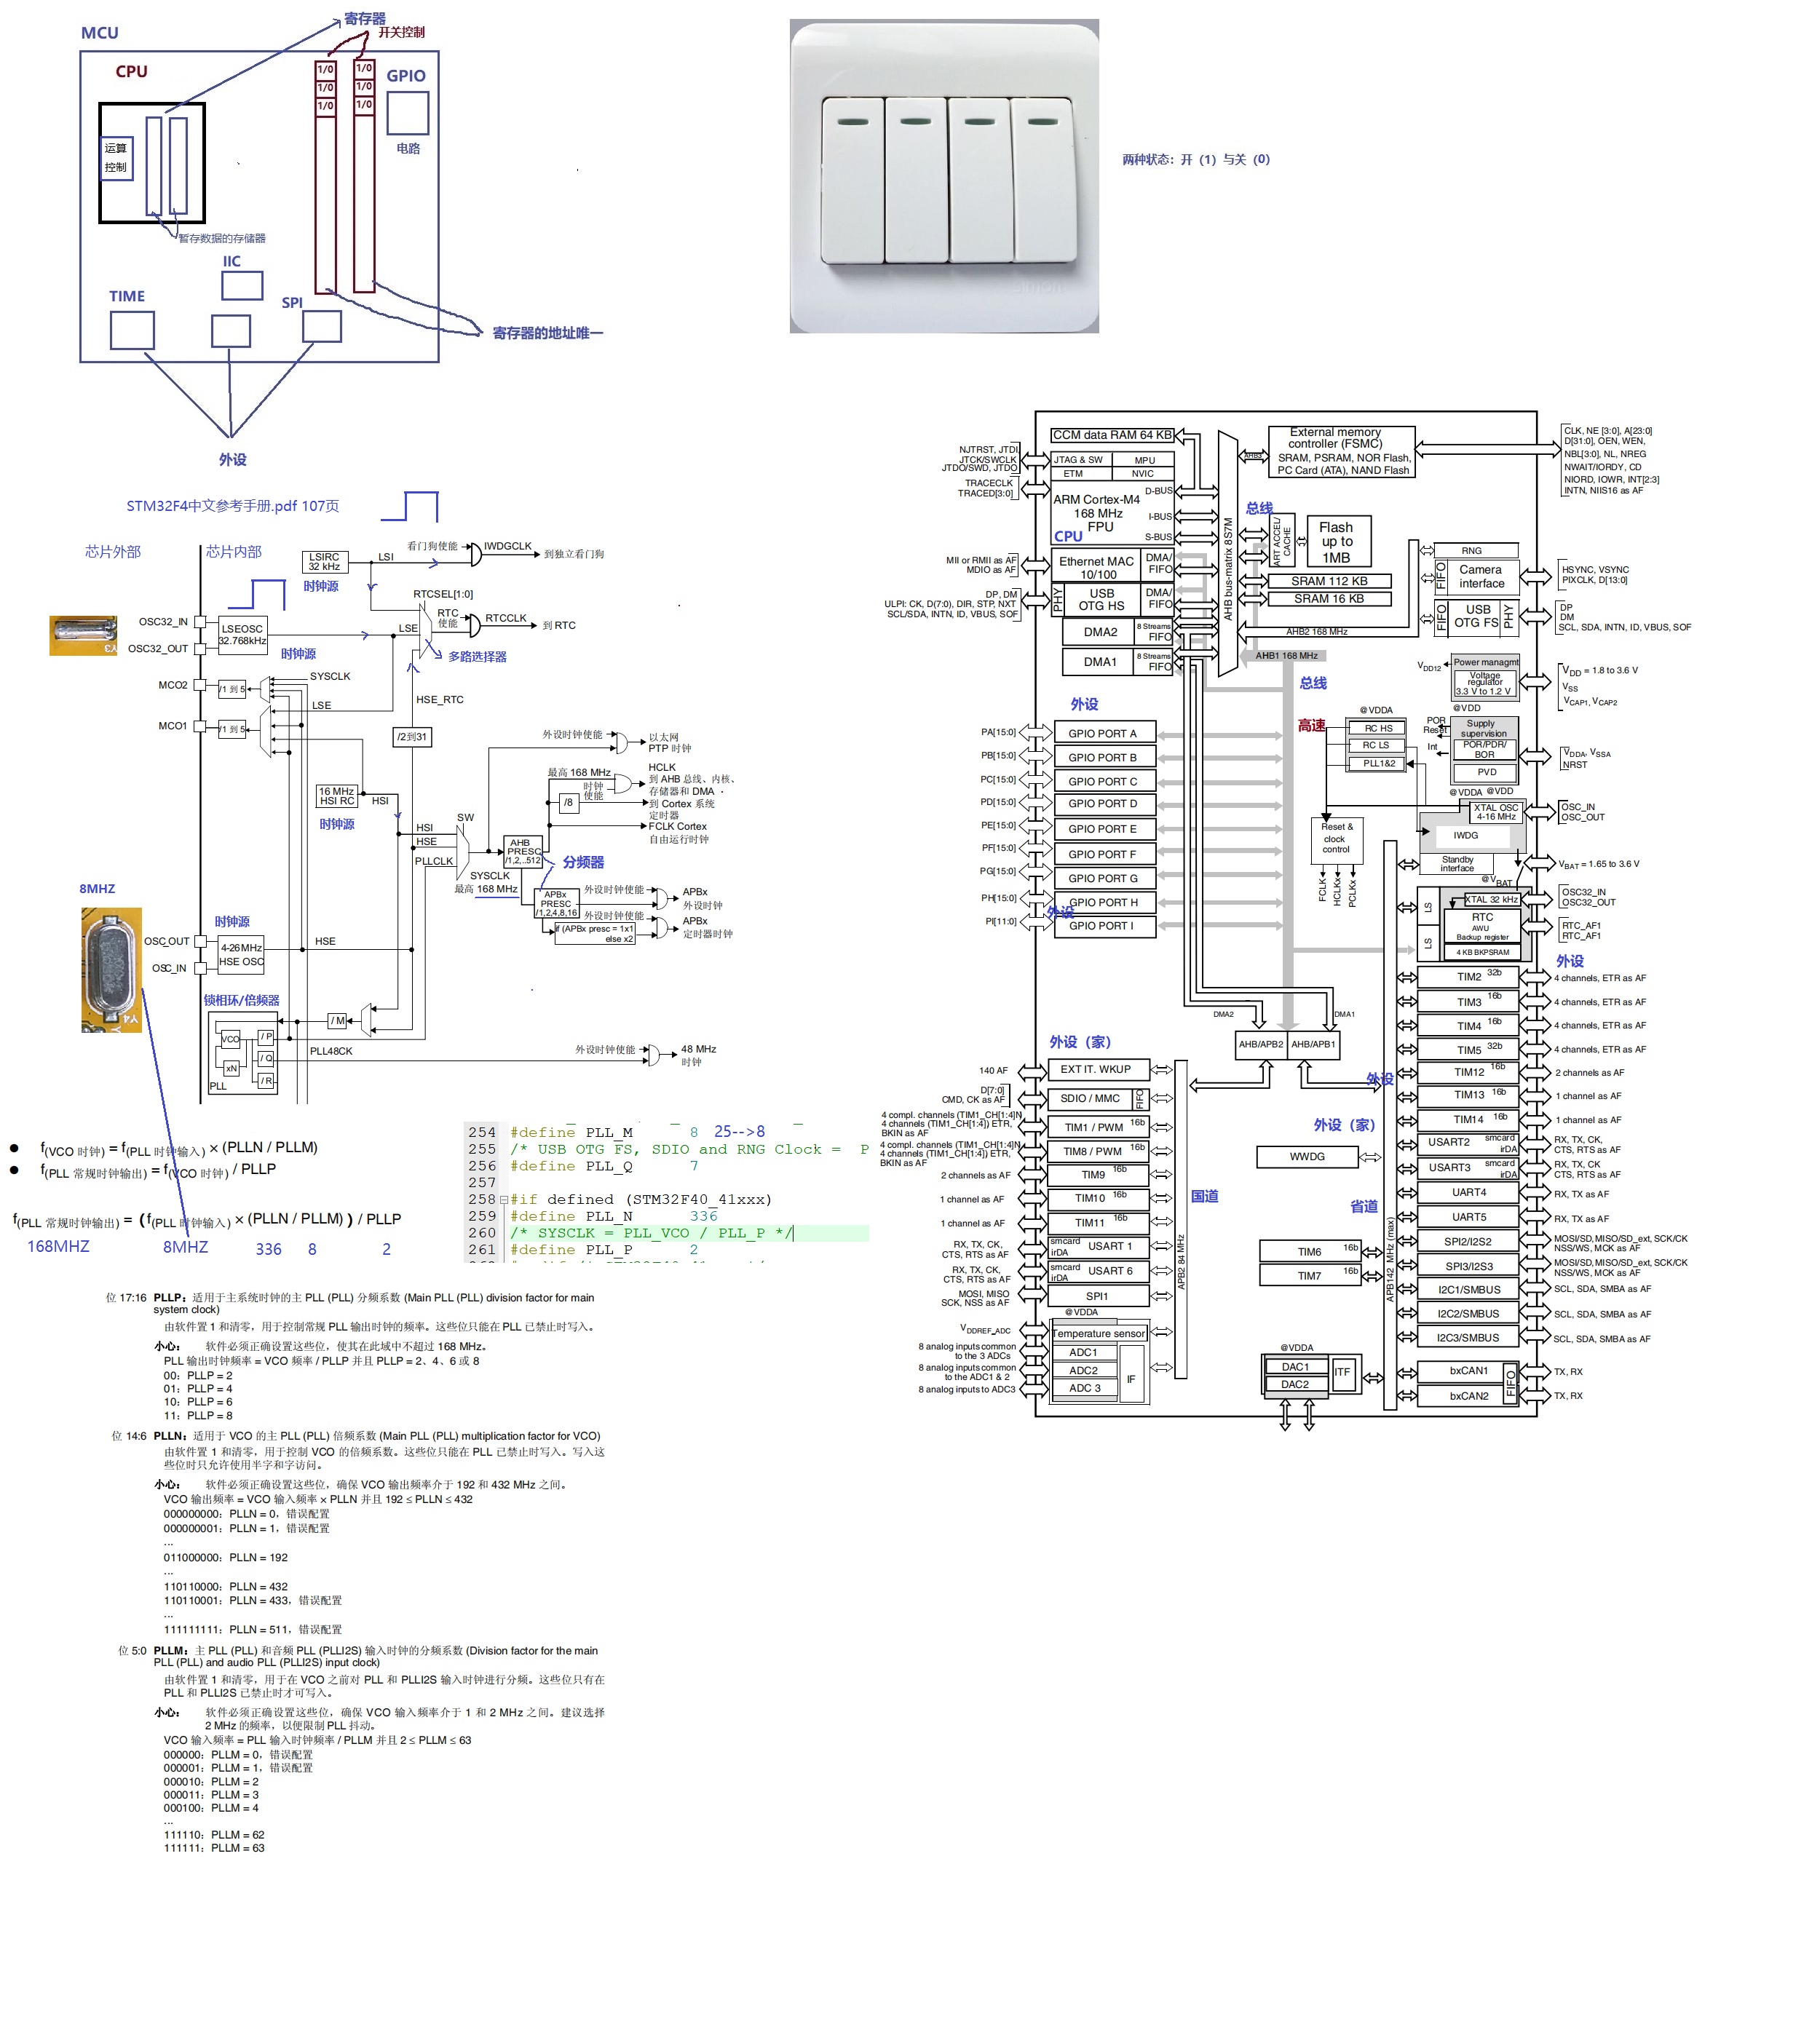 寄存器
开关控制
MCU
CPU
1/0 1/0
1/0 1/0
1/0 1/0
GPIO
电路
运算
控制
暂存数据的存储器
IIC
TIME
SPI
寄存器的地址唯一
外设
两种状态：开（1）与关（0）
STM32F4中文参考手册.pdf 107页
芯片外部
芯片内部
LSIRC
32 kHz
LSI
时钟源
看门狗使能
IWDGCLK
到独立看门狗
RTCSEL[1:0]
OSC32_IN
OSC32_OUT
LSEOSC
32.768kHz
LSE
RTC
使能
RTCCLK
到 RTC
时钟源
多路选择器
MCO2
/1 到 5
SYSCLK
HSE_RTC
LSE
MCO1
/1 到 5
/2到31
外设时钟使能
以太网
PTP 时钟
16 MHz
HSI RC
HSI
时钟源
最高 168 MHz
时钟
使能
HCLK
到 AHB 总线、内核、
存储器和 DMA
/8
到 Cortex 系统
定时器
FCLK Cortex
自由运行时钟
SW
HSI
HSE
PLLCLK
AHB
PRESC
/1,2,..512
分频器
SYSCLK
最高 168 MHz
APBx
PRESC
/1,2,4,8,16
外设时钟使能
APBx
外设时钟
外设时钟使能
if (APBx presc = 1x1
else x2
APBx
定时器时钟
8MHZ
时钟源
OSC_OUT
OSC_IN
4-26 MHz
HSE OSC
HSE
锁相环/倍频器
/ M
VCO
xN
/ P
/ Q
/ R
PLL
PLL48CK
外设时钟使能
48 MHz
时钟
f(VCO 时钟) = f(PLL 时钟输入) × (PLLN / PLLM)
f(PLL 常规时钟输出) = f(VCO 时钟) / PLLP
f(PLL 常规时钟输出) = ( f(PLL 时钟输入) × (PLLN / PLLM) ) / PLLP
168MHZ 8MHZ 336 8 2
254 #define PLL_M 8 25-->8
255 /* USB OTG FS, SDIO and RNG Clock = P
256 #define PLL_Q 7
257
258 #if defined (STM32F40_41xxx)
259 #define PLL_N 336
260 /* SYSCLK = PLL_VCO / PLL_P */
261 #define PLL_P 2
位 17:16 PLLP：适用于主系统时钟的主 PLL (PLL) 分频系数 (Main PLL (PLL) division factor for main
system clock)
由软件置 1 和清零，用于控制常规 PLL 输出时钟的频率。这些位只能在 PLL 已禁止时写入。
小心： 软件必须正确设置这些位，使其在此域中不超过 168 MHz。
PLL 输出时钟频率 = VCO 频率 / PLLP 并且 PLLP = 2、4、6 或 8
00：PLLP = 2
01：PLLP = 4
10：PLLP = 6
11：PLLP = 8
位 14:6 PLLN：适用于 VCO 的主 PLL (PLL) 倍频系数 (Main PLL (PLL) multiplication factor for VCO)
由软件置 1 和清零，用于控制 VCO 的倍频系数。这些位只能在 PLL 已禁止时写入。写入这
些位时只允许使用半字和字访问。
小心： 软件必须正确设置这些位，确保 VCO 输出频率介于 192 和 432 MHz 之间。
VCO 输出频率 = VCO 输入频率 × PLLN 并且 192 ≤ PLLN ≤ 432
000000000：PLLN = 0，错误配置
000000001：PLLN = 1，错误配置
...
011000000：PLLN = 192
...
110110000：PLLN = 432
110110001：PLLN = 433，错误配置
...
111111111：PLLN = 511，错误配置
位 5:0 PLLM：主 PLL (PLL) 和音频 PLL (PLLI2S) 输入时钟的分频系数 (Division factor for the main
PLL (PLL) and audio PLL (PLLI2S) input clock)
由软件置 1 和清零，用于在 VCO 之前对 PLL 和 PLLI2S 输入时钟进行分频。这些位只有在
PLL 和 PLLI2S 已禁止时才可写入。
小心： 软件必须正确设置这些位，确保 VCO 输入频率介于 1 和 2 MHz 之间。建议选择
2 MHz 的频率，以便限制 PLL 抖动。
VCO 输入频率 = PLL 输入时钟频率 / PLLM 并且 2 ≤ PLLM ≤ 63
000000：PLLM = 0，错误配置
000001：PLLM = 1，错误配置
000010：PLLM = 2
000011：PLLM = 3
000100：PLLM = 4
...
111110：PLLM = 62
111111：PLLM = 63
CCM data RAM 64 KB
NJTRST, JTDI,
JTCK/SWCLK
JTDO/SWD, JTDO
JTAG & SW
MPU
ETM
NVIC
TRACECLK
TRACED[3:0]
ARM Cortex-M4
168 MHz
FPU
CPU
D-BUS
I-BUS
S-BUS
MII or RMII as AF
MDIO as AF
Ethernet MAC
10/100
DMA/
FIFO
DP, DM
ULPI: CK, D(7:0), DIR, STP, NXT
SCL/SDA, INTN, ID, VBUS, SOF
PHY
USB
OTG HS
DMA/
FIFO
DMA2
8 Streams
FIFO
DMA1
8 Streams
FIFO
AHB bus-matrix 8S7M
AHB3
External memory
controller (FSMC)
SRAM, PSRAM, NOR Flash,
PC Card (ATA), NAND Flash
CLK, NE [3:0], A[23:0]
D[31:0], OEN, WEN,
NBL[3:0], NL, NREG
NWAIT/IORDY, CD
NIORD, IOWR, INT[2:3]
INTN, NIIS16 as AF
总线
ART ACCEL/
CACHE
Flash
up to
1MB
SRAM 112 KB
SRAM 16 KB
AHB2 168 MHz
AHB1 168 MHz
总线
RNG
FIFO
Camera
interface
HSYNC, VSYNC
PIXCLK, D[13:0]
FIFO
USB
OTG FS
PHY
DP
DM
SCL, SDA, INTN, ID, VBUS, SOF
VDD12
Power managmt
Voltage
regulator
3.3 V to 1.2 V
VDD = 1.8 to 3.6 V
VSS
VCAP1, VCAP2
@VDD
外设
高速
@VDDA
RC HS
RC LS
PLL1&2
POR
Reset
Int
Supply
supervision
POR/PDR/
BOR
PVD
VDDA, VSSA
NRST
@VDDA @VDD
XTAL OSC
4-16 MHz
OSC_IN
OSC_OUT
IWDG
Reset &
clock
control
Standby
interface
VBAT = 1.65 to 3.6 V
@VBAT
FCLK
HCLKx
PCLKx
LS
LS
XTAL 32 kHz
OSC32_IN
OSC32_OUT
RTC
AWU
Backup register
4 KB BKPSRAM
RTC_AF1
RTC_AF1
PA[15:0] GPIO PORT A
PB[15:0] GPIO PORT B
PC[15:0] GPIO PORT C
PD[15:0] GPIO PORT D
PE[15:0] GPIO PORT E
PF[15:0] GPIO PORT F
PG[15:0] GPIO PORT G
PH[15:0] GPIO PORT H
外设
PI[11:0] GPIO PORT I
外设
TIM2 32b 4 channels, ETR as AF
TIM3 16b 4 channels, ETR as AF
TIM4 16b 4 channels, ETR as AF
TIM5 32b 4 channels, ETR as AF
外设
TIM12 16b 2 channels as AF
TIM13 16b 1 channel as AF
TIM14 16b 1 channel as AF
USART2 smcard irDA RX, TX, CK,
CTS, RTS as AF
USART3 smcard irDA RX, TX, CK
CTS, RTS as AF
UART4 RX, TX as AF
UART5 RX, TX as AF
SPI2/I2S2 MOSI/SD, MISO/SD_ext, SCK/CK
NSS/WS, MCK as AF
SPI3/I2S3 MOSI/SD, MISO/SD_ext, SCK/CK
NSS/WS, MCK as AF
I2C1/SMBUS SCL, SDA, SMBA as AF
I2C2/SMBUS SCL, SDA, SMBA as AF
I2C3/SMBUS SCL, SDA, SMBA as AF
bxCAN1 TX, RX
bxCAN2 TX, RX
FIFO
DMA2
DMA1
AHB/APB2
AHB/APB1
外设（家）
140 AF EXT IT. WKUP
D[7:0]
CMD, CK as AF
SDIO / MMC
FIFO
4 compl. channels (TIM1_CH[1:4]N
4 channels (TIM1_CH[1:4]) ETR,
BKIN as AF
TIM1 / PWM 16b
4 compl. channels (TIM1_CH[1:4]N
4 channels (TIM1_CH[1:4]) ETR,
BKIN as AF
TIM8 / PWM 16b
2 channels as AF TIM9 16b
1 channel as AF TIM10 16b
1 channel as AF TIM11 16b
国道
RX, TX, CK,
CTS, RTS as AF
smcard
irDA
USART 1
RX, TX, CK,
CTS, RTS as AF
smcard
irDA
USART 6
MOSI, MISO
SCK, NSS as AF
SPI1
APB2 84 MHz
@VDDA
VDDREF_ADC
Temperature sensor
8 analog inputs common
to the 3 ADCs
ADC1
8 analog inputs common
to the ADC1 & 2
ADC2
8 analog inputs to ADC3
ADC 3
IF
外设（家）
WWDG
省道
TIM6 16b
TIM7 16b
APB142 MHz (max)
@VDDA
DAC1
DAC2
ITF